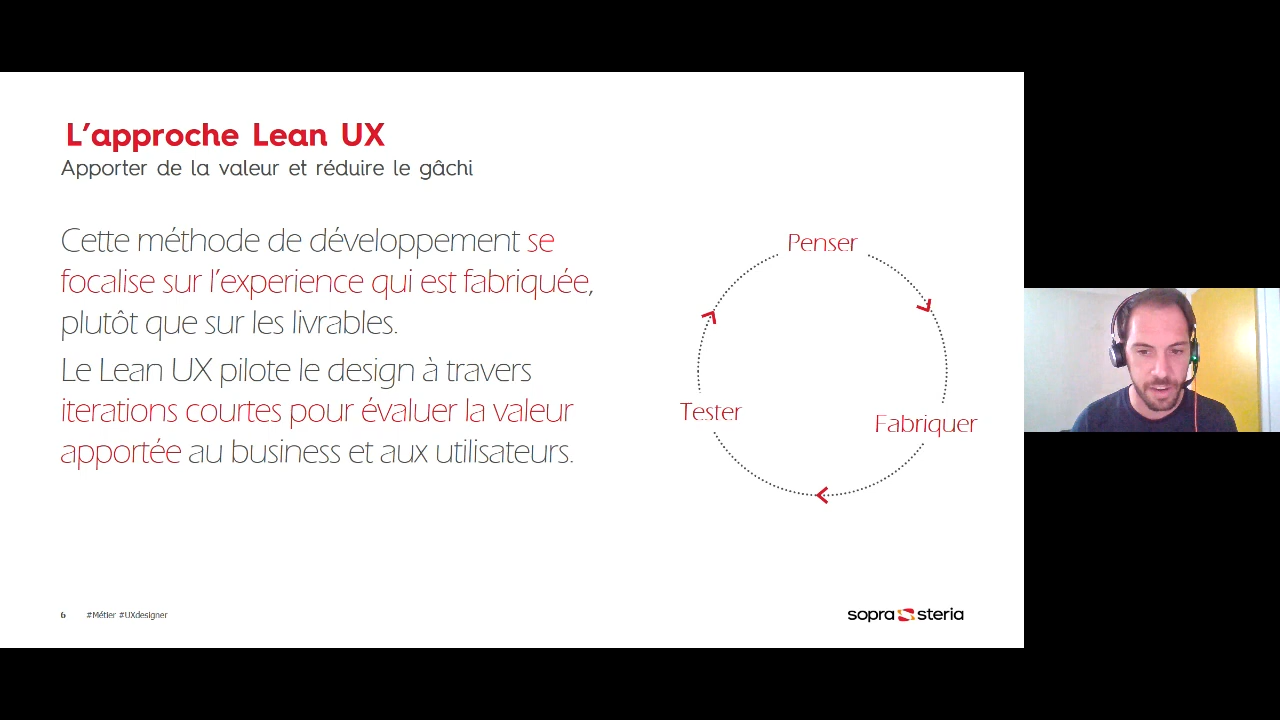 L'approche Lean UX
Apporter de la valeur et réduire le gâchi
Cette méthode de développement se
focalise sur l'experience qui est fabriquée,
plutôt que sur les livrables.
Le Lean UX pilote le design à travers
iterations courtes pour évaluer la valeur
apportée au business et aux utilisateurs.
Penser
Tester
Fabriquer
6 #Métier #UXdesigner
sopra steria